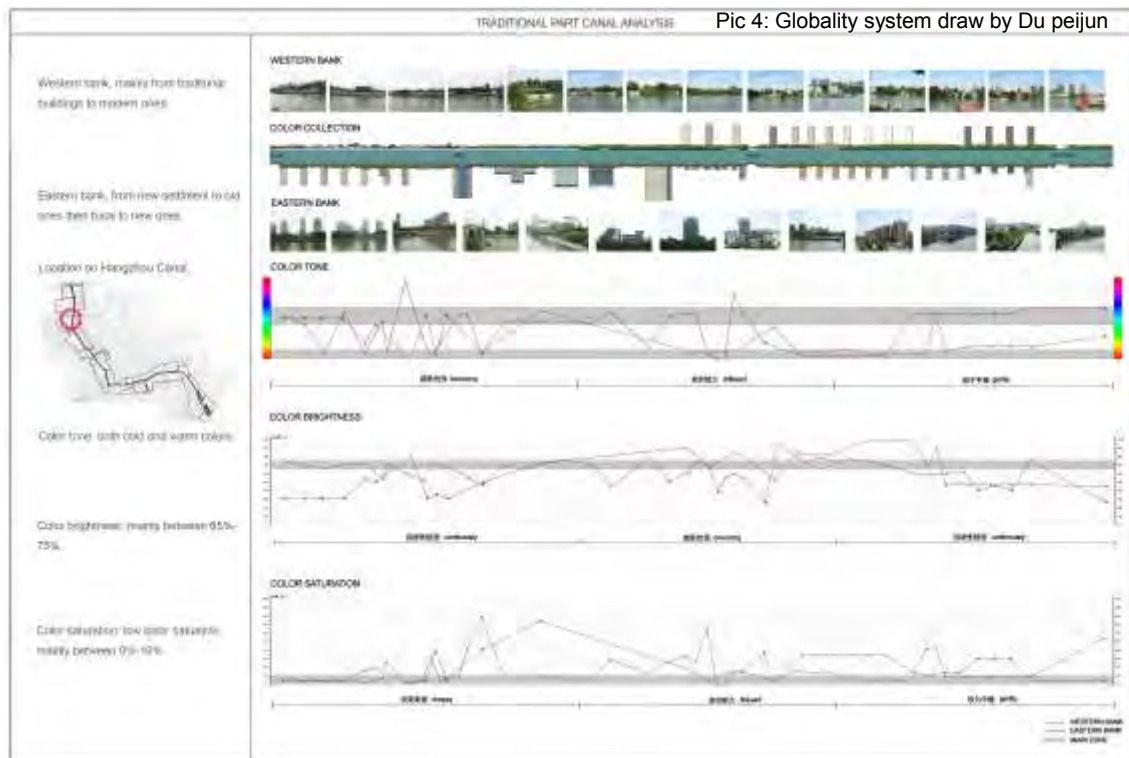 TRADITIONAL PART CANAL ANALYSIS
Pic 4: Globality system draw by Du peijun
Western bank, mainly from traditional
buildings to modern ones.
Eastern bank, from new settlment to old
ones then back to new ones.
Location on Hangzhou Canal.
Color tone: both cold and warm colors.
Color brightness: mainly between 65%-
75%.
Color saturation: low color saturation,
mainly between 0%-10%.
WESTERN BANK
COLOR COLLECTION
EASTERN BANK
COLOR TONE
COLOR BRIGHTNESS
COLOR SATURATION
WESTERN BANK
EASTERN BANK
MAIN ZONE